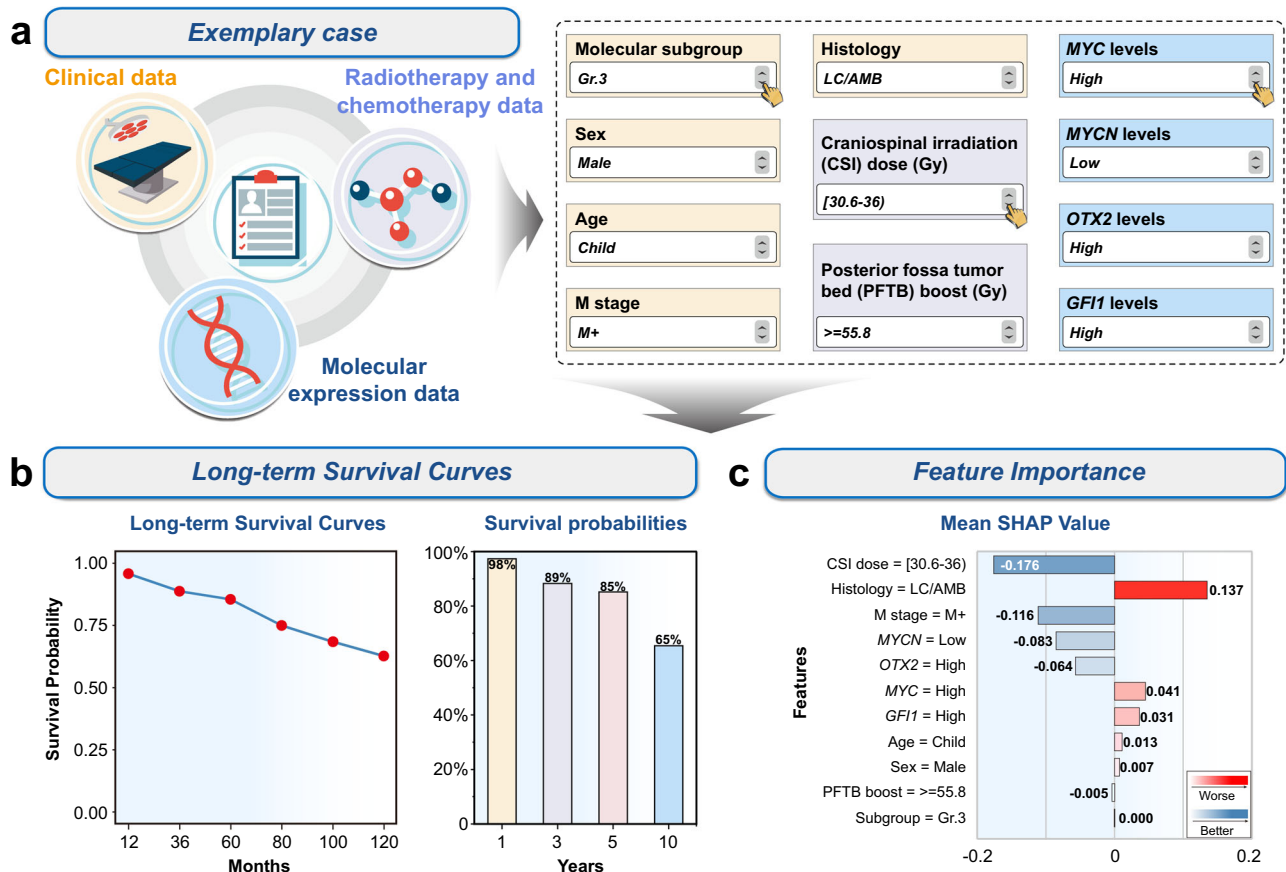 a
Exemplary case
Clinical data
Radiotherapy and
chemotherapy data
Molecular
expression data
Molecular subgroup
Gr.3
Sex
Male
Age
Child
M stage
M+
Histology
LC/AMB
Craniospinal irradiation
(CSI) dose (Gy)
[30.6-36)
Posterior fossa tumor
bed (PFTB) boost (Gy)
>=55.8
MYC levels
High
MYCN levels
Low
OTX2 levels
High
GFI1 levels
High
b
Long-term Survival Curves
Long-term Survival Curves
Survival Probability
1.00
0.75
0.50
0.25
0.00
12 36 60 80 100 120
Months
Survival probabilities
100%
80%
60%
40%
20%
0
98%
89%
85%
65%
1 3 5 10
Years
c
Feature Importance
Mean SHAP Value
Features
CSI dose = [30.6-36) -0.176
Histology = LC/AMB 0.137
M stage = M+ -0.116
MYCN = Low -0.083
OTX2 = High -0.064
MYC = High 0.041
GFI1 = High 0.031
Age = Child 0.013
Sex = Male 0.007
PFTB boost = >=55.8 -0.005
Subgroup = Gr.3 0.000
Worse
Better
-0.2 0 0.2